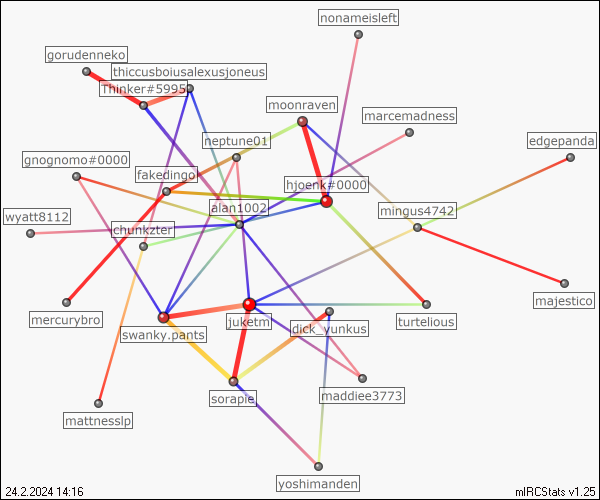 nonameisleft
gorudenneko
thiccusboiusalexusjoneus
Thinker#5995
moonraven
marcemadness
neptune01
edgepanda
gnognomo#0000
fakedingo
hjoenk#0000
alan1002
mingus4742
wyatt8112
chunkzter
majestico
mercurybro
swanky.pants
juketm
dick_yunkus
turtelious
sorapie
maddiee3773
mattnesslp
yoshimanden
24.2.2024 14:16
mIRCStats v1.25